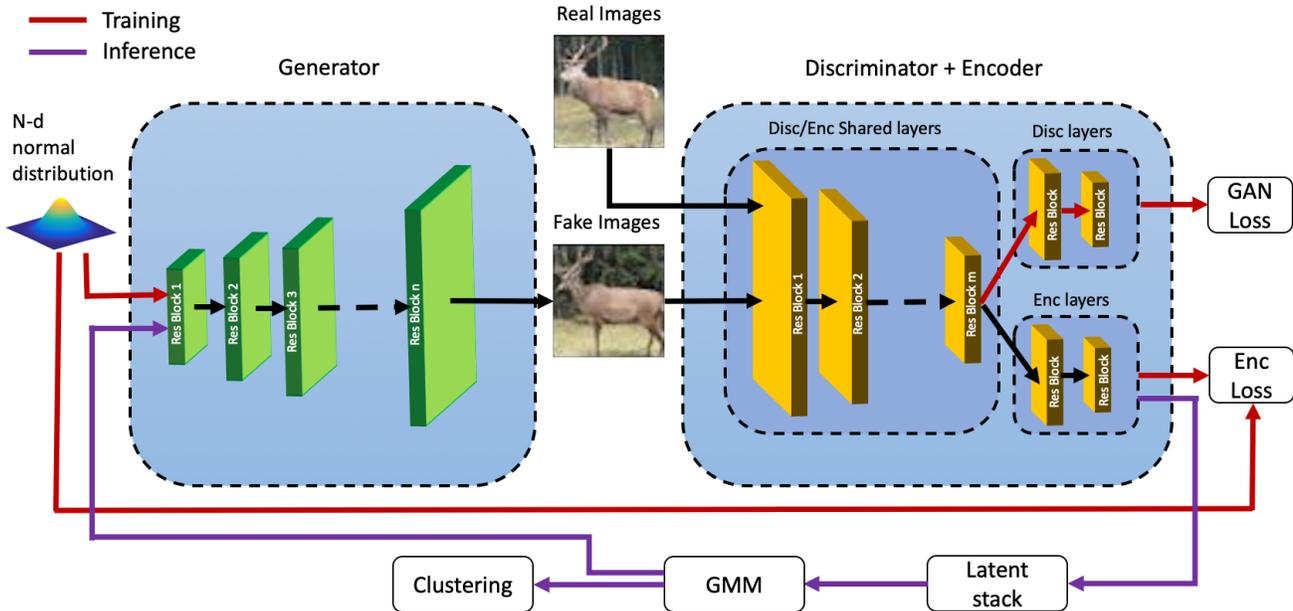 Training
Inference
Generator
Real Images
Discriminator + Encoder
N-d
normal
distribution
Disc/Enc Shared layers
Disc layers
Res Block 1
Res Block 2
Res Block 3
Res Block n
Fake Images
Res Block 1
Res Block 2
Res Block m
Res Block
Res Block
GAN
Loss
Enc layers
Res Block
Res Block
Enc
Loss
Clustering
GMM
Latent
stack